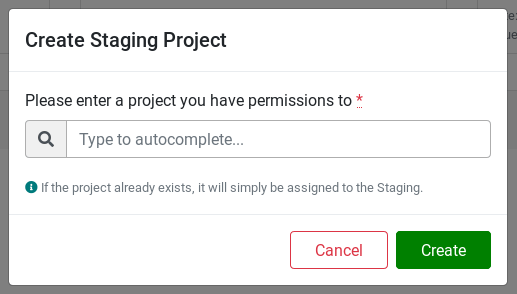 Create Staging Project
Please enter a project you have permissions to *
Type to autocomplete...
If the project already exists, it will simply be assigned to the Staging.
Cancel
Create